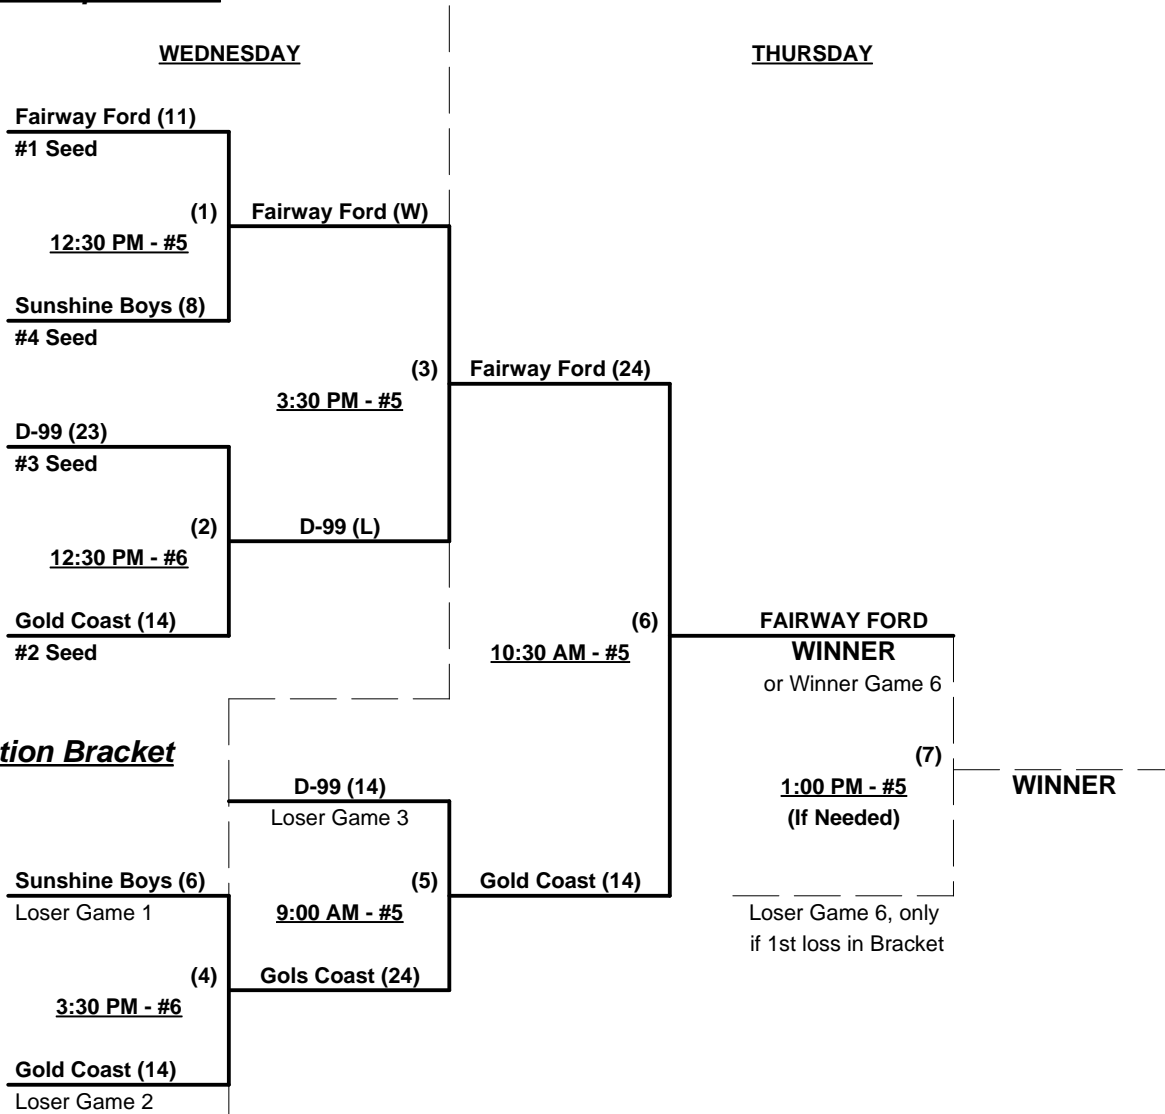 WEDNESDAY
THURSDAY
Fairway Ford (11)
#1 Seed
(1)
12:30 PM - #5
Fairway Ford (W)
Sunshine Boys (8)
#4 Seed
(3)
3:30 PM - #5
Fairway Ford (24)
D-99 (23)
#3 Seed
(2)
12:30 PM - #6
D-99 (L)
Gold Coast (14)
#2 Seed
(6)
10:30 AM - #5
FAIRWAY FORD
WINNER
or Winner Game 6
tion Bracket
(7)
1:00 PM - #5
(If Needed)
WINNER
D-99 (14)
Loser Game 3
Sunshine Boys (6)
Loser Game 1
(5)
9:00 AM - #5
Gold Coast (14)
Loser Game 6, only
if 1st loss in Bracket
(4)
3:30 PM - #6
Gols Coast (24)
Gold Coast (14)
Loser Game 2